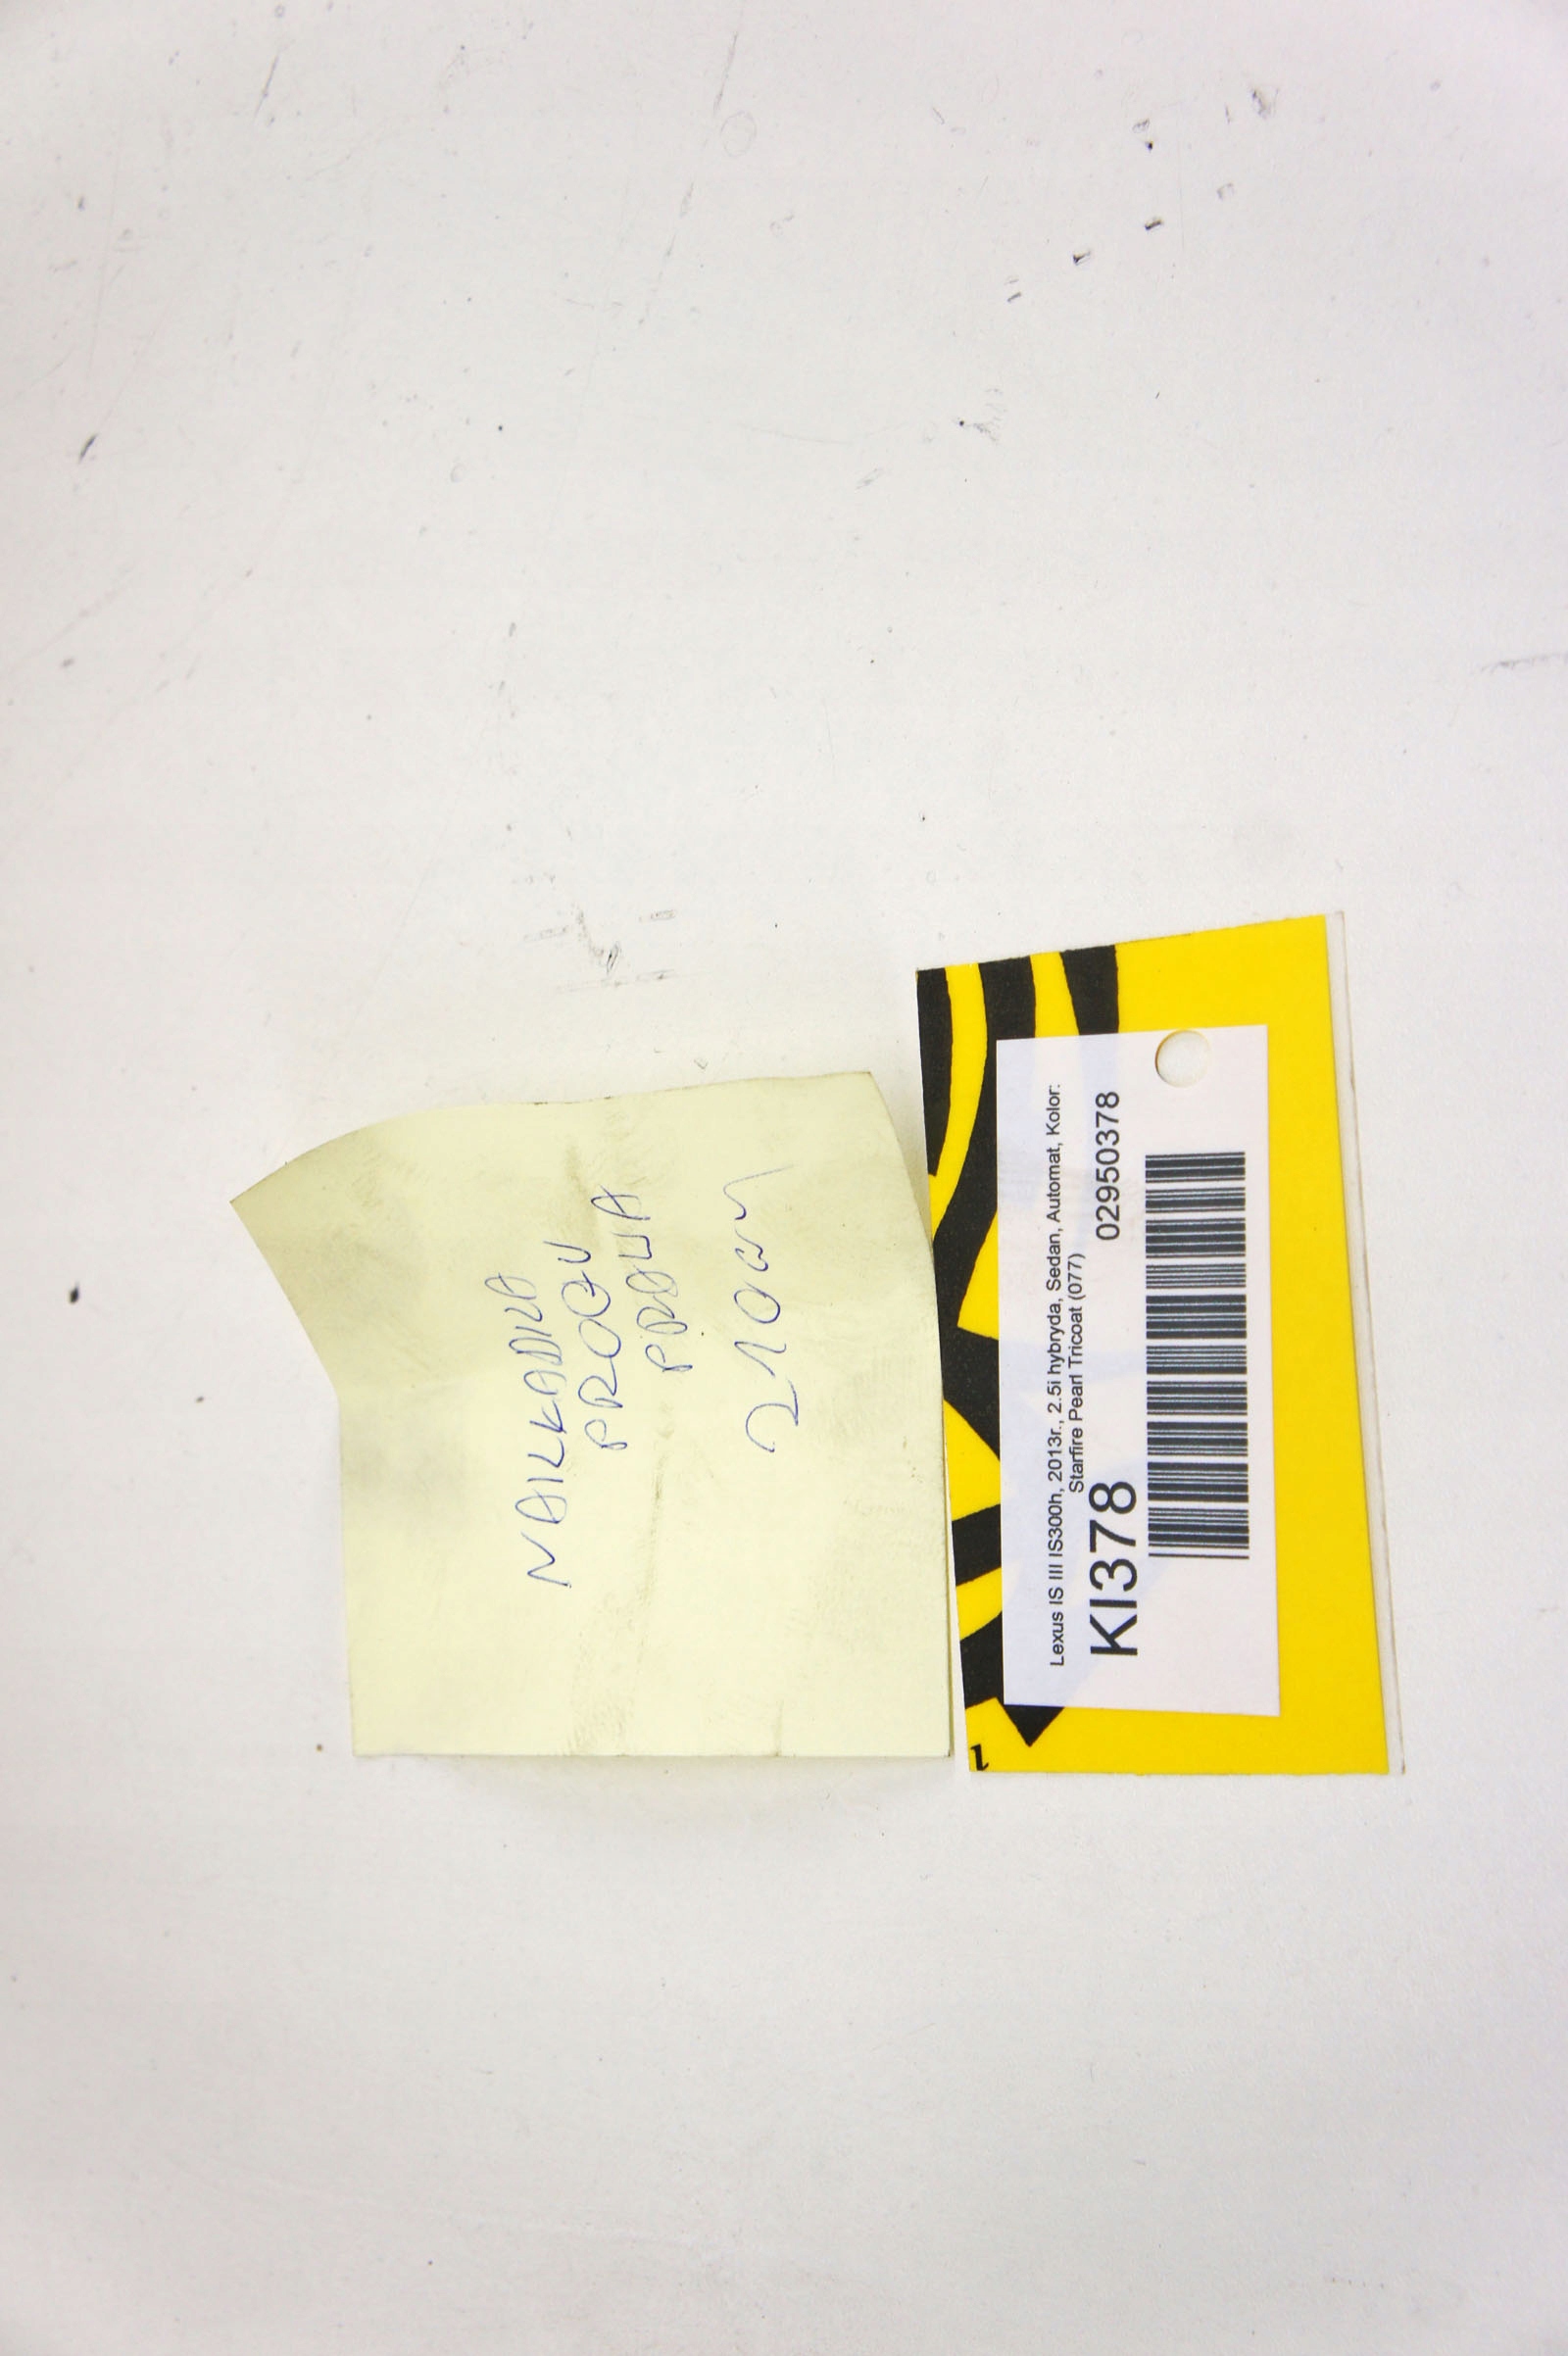 NAKŁADKA
PROGU
PRAWA
210cm
Lexus IS III IS300h, 2013r., 2.5i hybryda, Sedan, Automat, Kolor:
Starfire Pearl Tricoat (077)
KI378 02950378